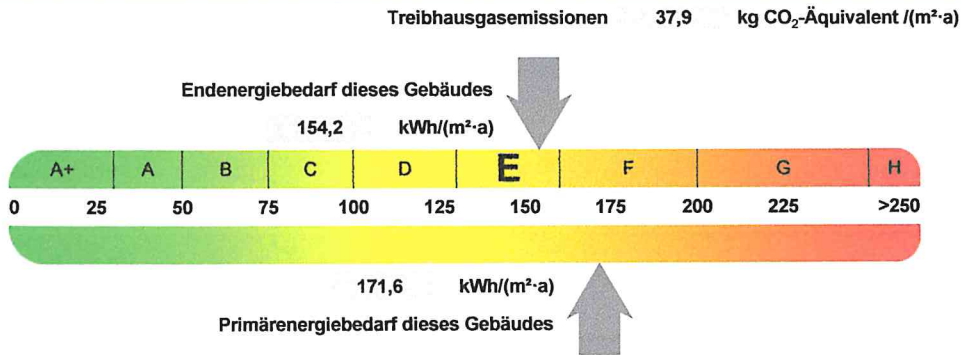 Treibhausgasemissionen 37,9 kg CO₂-Äquivalent /(m²·a)
Endenergiebedarf dieses Gebäudes
154,2 kWh/(m²·a)
A+ A B C D E F G H
0 25 50 75 100 125 150 175 200 225 >250
171,6 kWh/(m²·a)
Primärenergiebedarf dieses Gebäudes